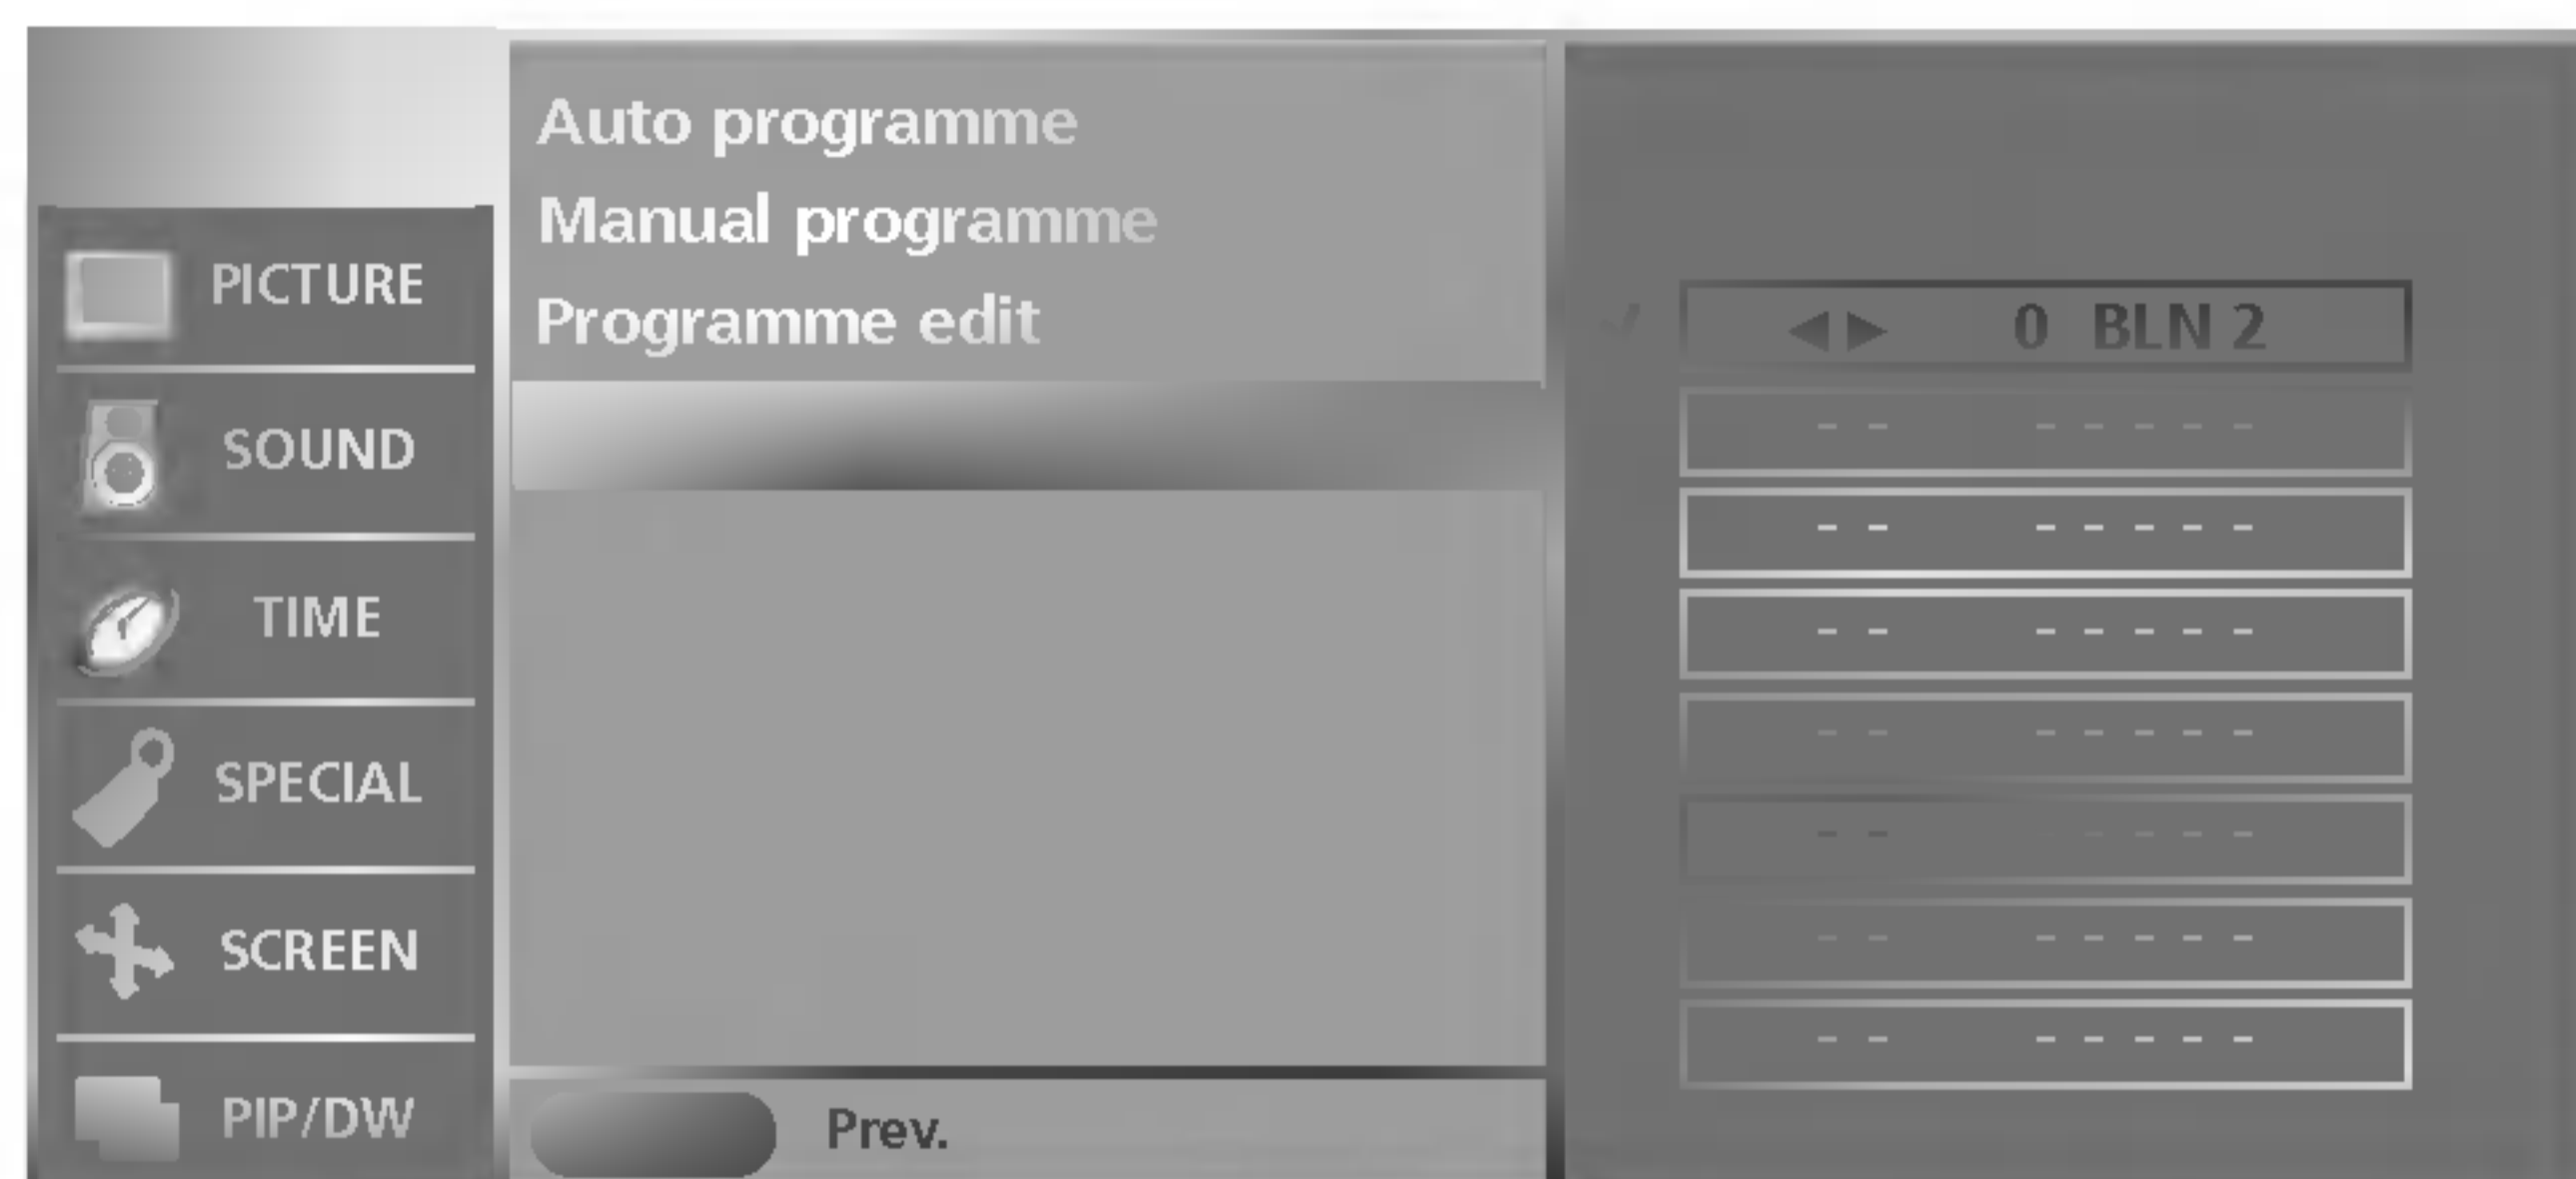 Auto programme
Manual programme
Programme edit
PICTURE
SOUND
TIME
SPECIAL
SCREEN
PIP/DW
Prev.
✓ ◀▶ 0 BLN 2
-- -----
-- -----
-- -----
-- -----
-- -----
-- -----
-- -----